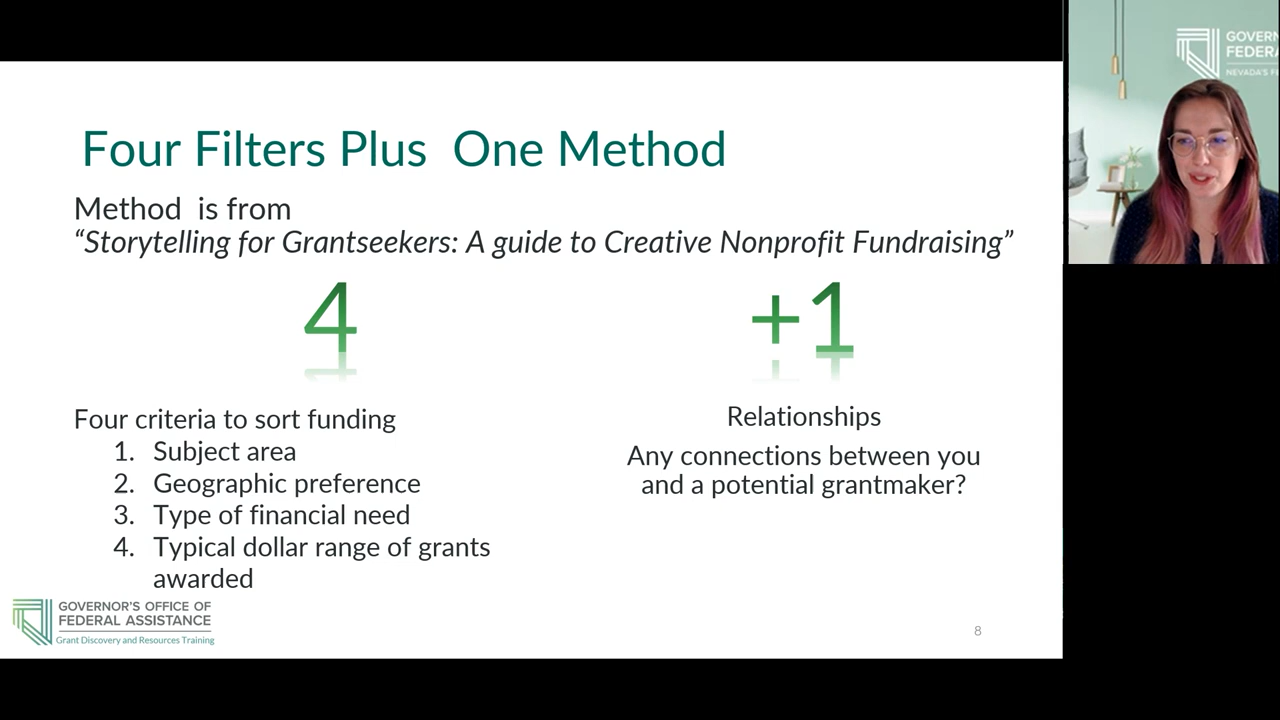 Four Filters Plus One Method
Method is from
“Storytelling for Grantseekers: A guide to Creative Nonprofit Fundraising”
4
+1
Four criteria to sort funding
1. Subject area
2. Geographic preference
3. Type of financial need
4. Typical dollar range of grants
awarded
Relationships
Any connections between you
and a potential grantmaker?
GOVERNOR'S OFFICE OF
FEDERAL ASSISTANCE
Grant Discovery and Resources Training
8
GOVERN
FEDERA
NEVADA'S F